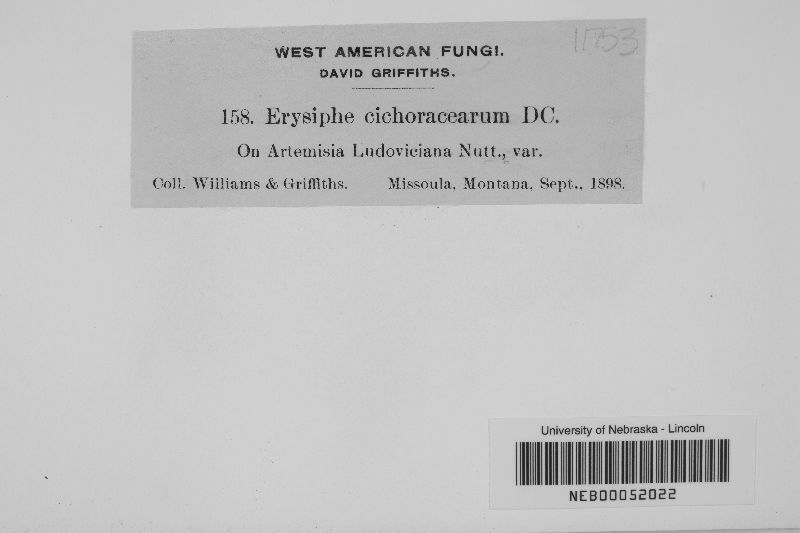 11753
WEST AMERICAN FUNGI.
DAVID GRIFFITHS.
158. Erysiphe cichoracearum DC.
On Artemisia Ludoviciana Nutt., var.
Coll. Williams & Griffiths. Missoula, Montana, Sept., 1898.
University of Nebraska - Lincoln
NEB00052022